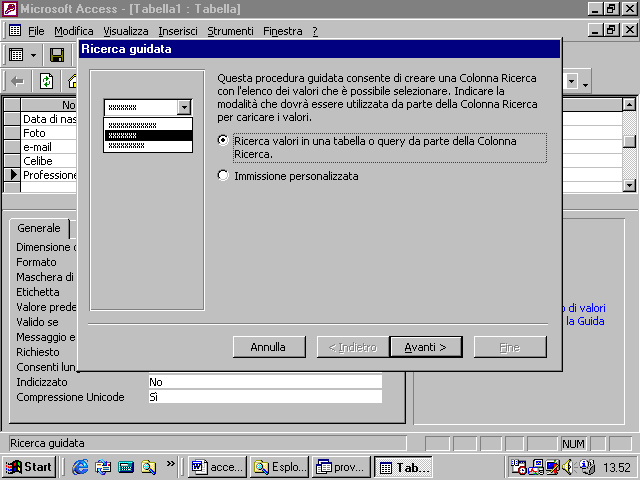 Microsoft Access - [Tabella1 : Tabella]
File Modifica Visualizza Inserisci Strumenti Finestra ?
Ricerca guidata
Questa procedura guidata consente di creare una Colonna Ricerca
con l'elenco dei valori che è possibile selezionare. Indicare la
modalità che dovrà essere utilizzata da parte della Colonna Ricerca
per caricare i valori.
xxxxxxx
xxxxxxxxxxxx
xxxxxxx
xxxxxxxxx
Ricerca valori in una tabella o query da parte della Colonna
Ricerca.
Immissione personalizzata
No
Data di nas
Foto
e-mail
Celibe
Professione
Generale
Dimensione c
Formato
Maschera di
Etichetta
Valore prede
Valido se
Messaggio e
Richiesto
Consenti lun
Indicizzato No
Compressione Unicode Sì
di valori
la Guida
Annulla < Indietro Avanti > Fine
Ricerca guidata NUM
Start » acce... Esplo... prov... Tab... 13.52